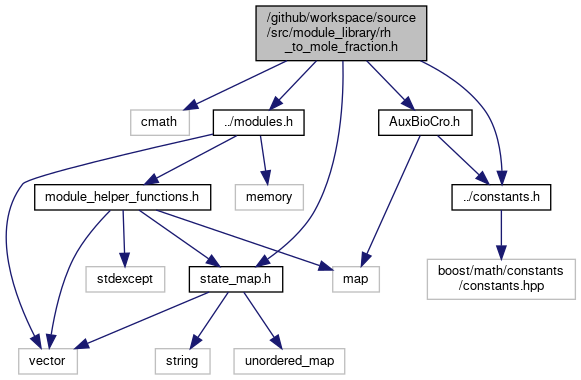 /github/workspace/source
/src/module_library/rh
_to_mole_fraction.h
cmath
../modules.h
AuxBioCro.h
module_helper_functions.h
memory
../constants.h
stdexcept
state_map.h
map
boost/math/constants
/constants.hpp
vector
string
unordered_map